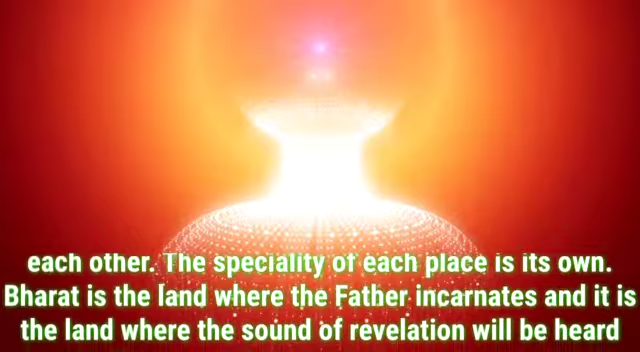 each other. The speciality of each place is its own.
Bharat is the land where the Father incarnates and it is
the land where the sound of revelation will be heard